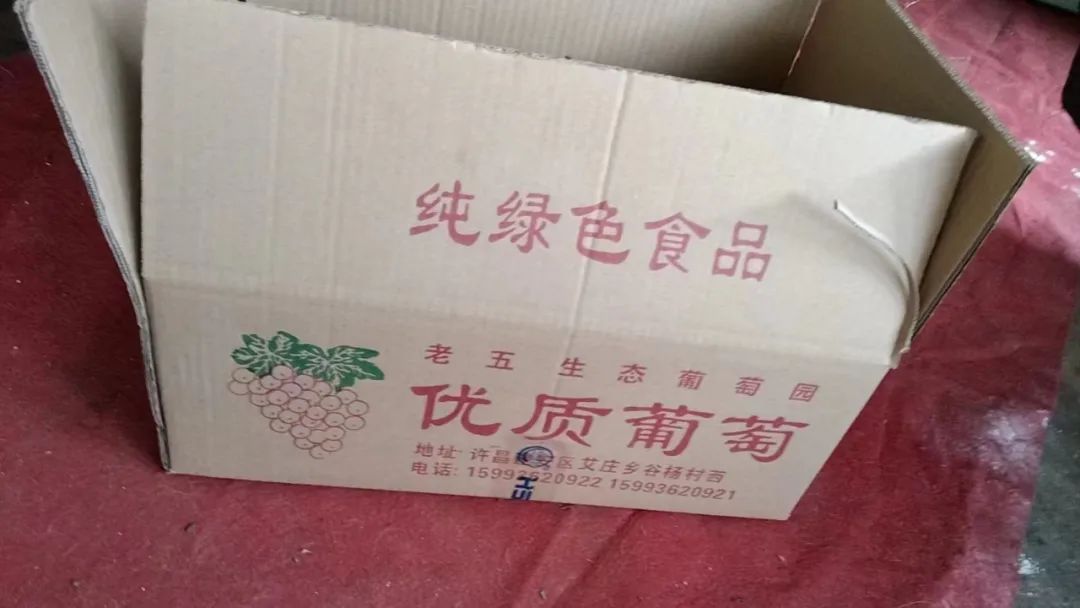 纯绿色食品
老五生态葡萄园
优质葡萄
地址: 许昌 区艾庄乡谷杨村西
电话: 15993620922 15993620921